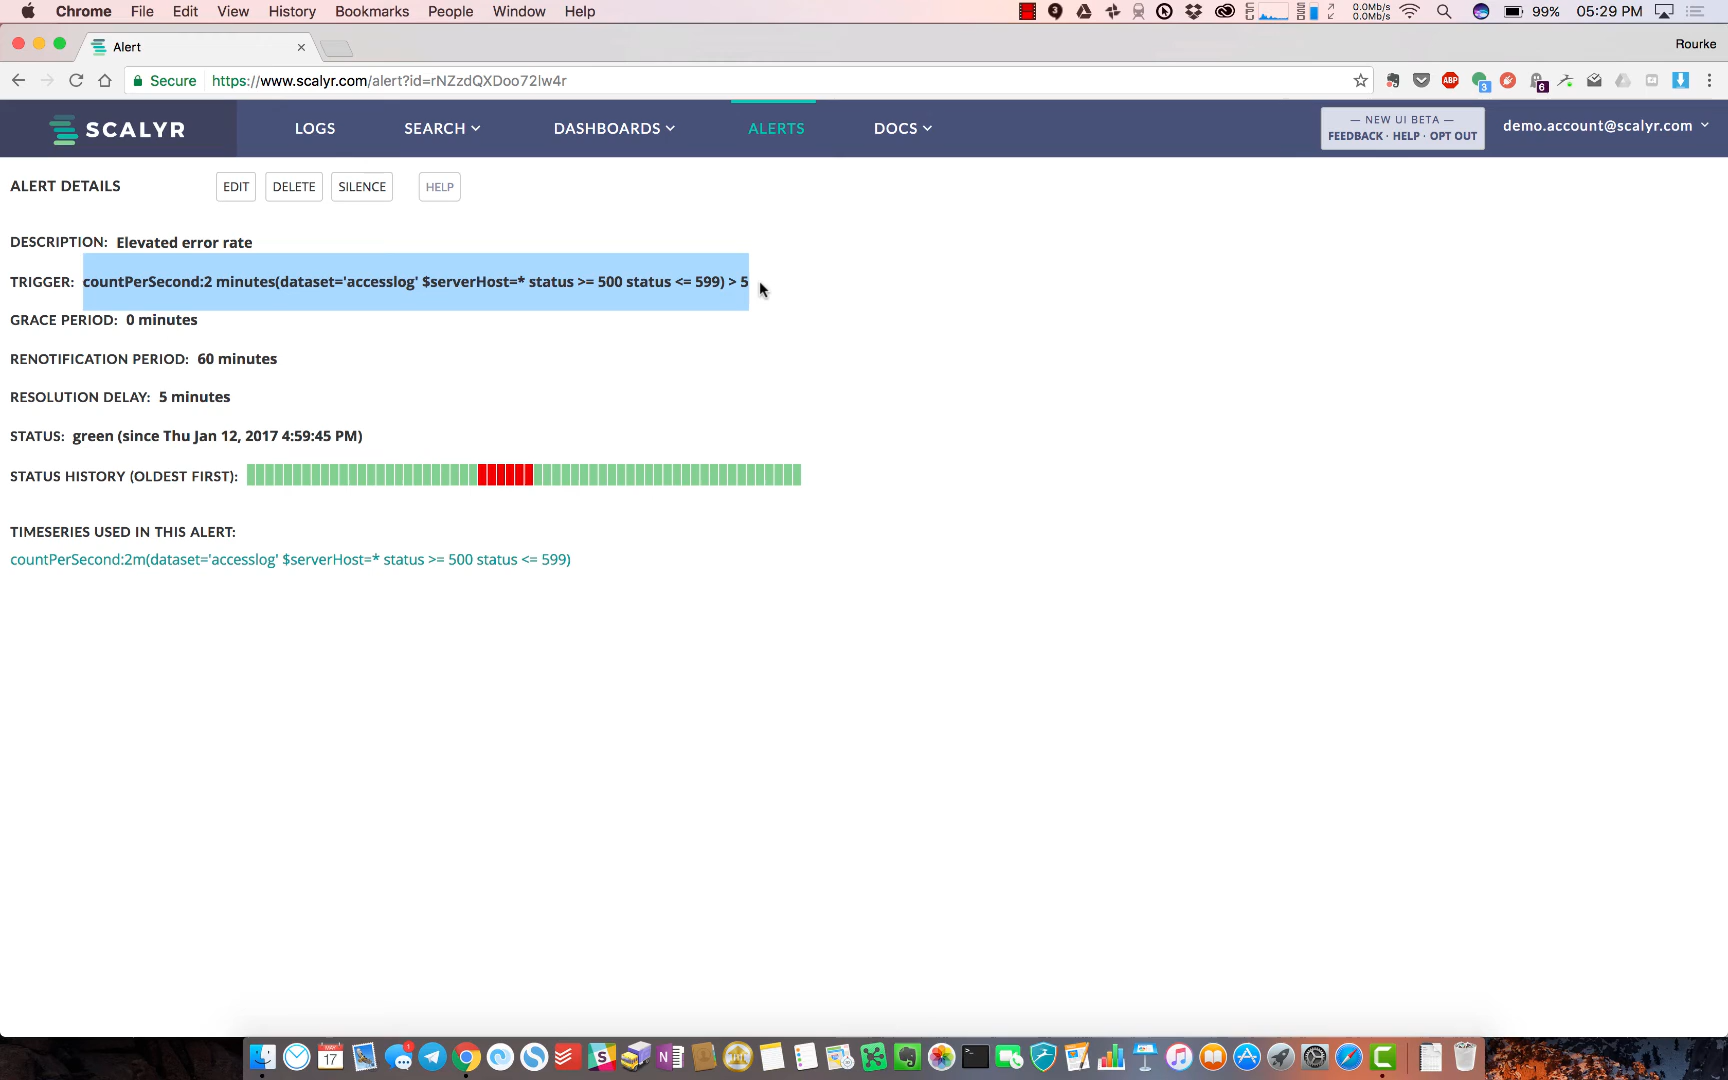 Chrome File Edit View History Bookmarks People Window Help 0.0Mb/s 0.0Mb/s 99% 05:29 PM
Alert Rourke
Secure https://www.scalyr.com/alert?id=rNZzdQXDoo72lw4r
SCALYR LOGS SEARCH DASHBOARDS ALERTS DOCS
— NEW UI BETA —
FEEDBACK · HELP · OPT OUT
demo.account@scalyr.com
ALERT DETAILS EDIT DELETE SILENCE HELP
DESCRIPTION: Elevated error rate
TRIGGER: countPerSecond:2 minutes(dataset='accesslog' $serverHost=* status >= 500 status <= 599) > 5
GRACE PERIOD: 0 minutes
RENOTIFICATION PERIOD: 60 minutes
RESOLUTION DELAY: 5 minutes
STATUS: green (since Thu Jan 12, 2017 4:59:45 PM)
STATUS HISTORY (OLDEST FIRST):
TIMESERIES USED IN THIS ALERT:
countPerSecond:2m(dataset='accesslog' $serverHost=* status >= 500 status <= 599)